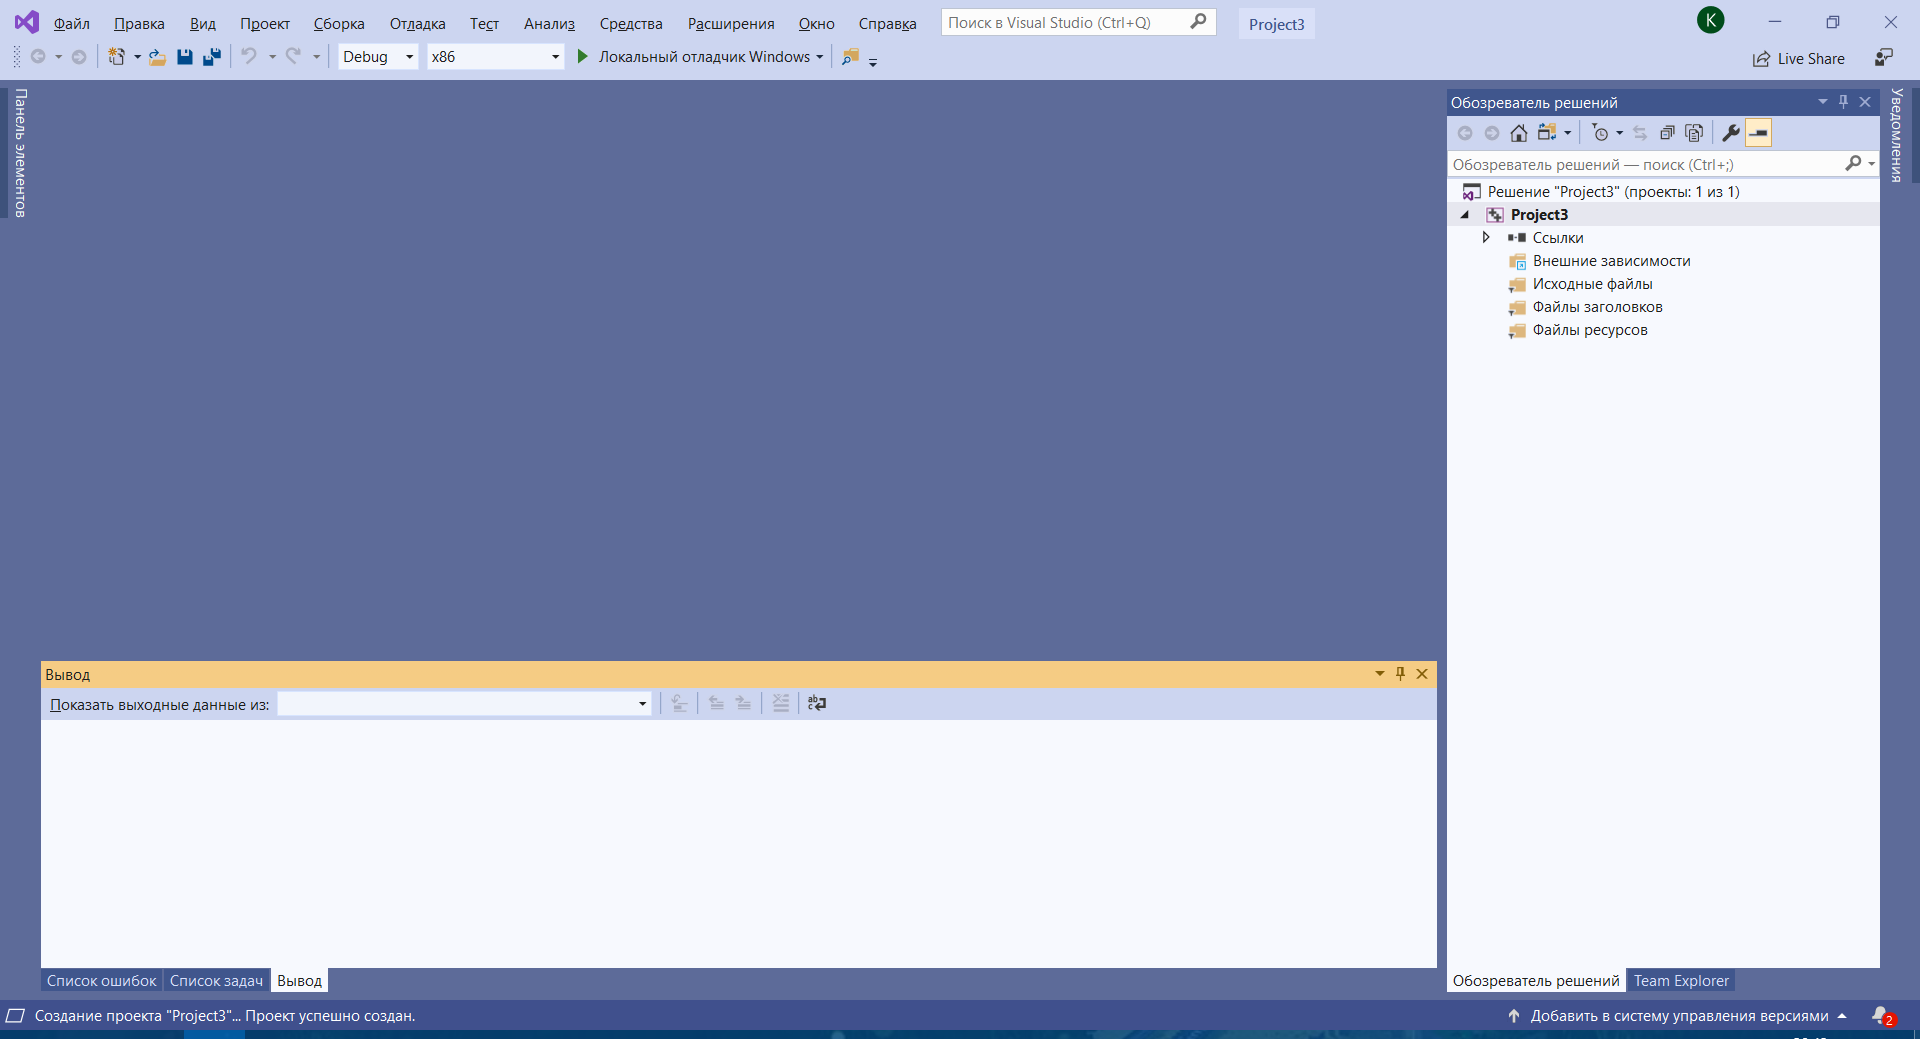 Файл Правка Вид Проект Сборка Отладка Тест Анализ Средства Расширения Окно Справка Поиск в Visual Studio (Ctrl+Q) Project3 K
Debug x86 Локальный отладчик Windows Live Share
Панель элементов
Обозреватель решений
Уведомления
Обозреватель решений — поиск (Ctrl+;)
Решение "Project3" (проекты: 1 из 1)
Project3
Ссылки
Внешние зависимости
Исходные файлы
Файлы заголовков
Файлы ресурсов
Вывод
Показать выходные данные из:
Список ошибок Список задач Вывод
Обозреватель решений Team Explorer
Создание проекта "Project3"... Проект успешно создан. Добавить в систему управления версиями 2